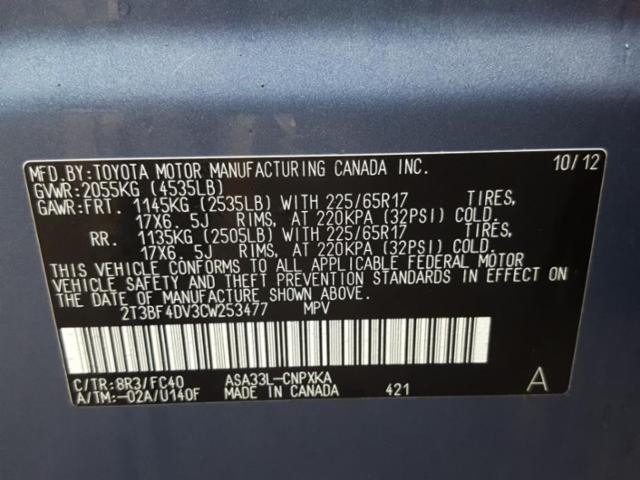 MFD.BY:TOYOTA MOTOR MANUFACTURING CANADA INC. 10/12
GVWR:2055KG (4535LB)
GAWR:FRT. 1145KG (2535LB) WITH 225/65R17 TIRES,
17X6.5J RIMS, AT 220KPA (32PSI) COLD.
RR. 1135KG (2505LB) WITH 225/65R17 TIRES,
17X6.5J RIMS, AT 220KPA (32PSI) COLD.
THIS VEHICLE CONFORMS TO ALL APPLICABLE FEDERAL MOTOR
VEHICLE SAFETY AND THEFT PREVENTION STANDARDS IN EFFECT ON
THE DATE OF MANUFACTURE SHOWN ABOVE.
2T3BF4DV3CW253477 MPV
C/TR:8R3/FC40 ASA33L-CNPXKA A
A/TM:-02A/U140F MADE IN CANADA 421